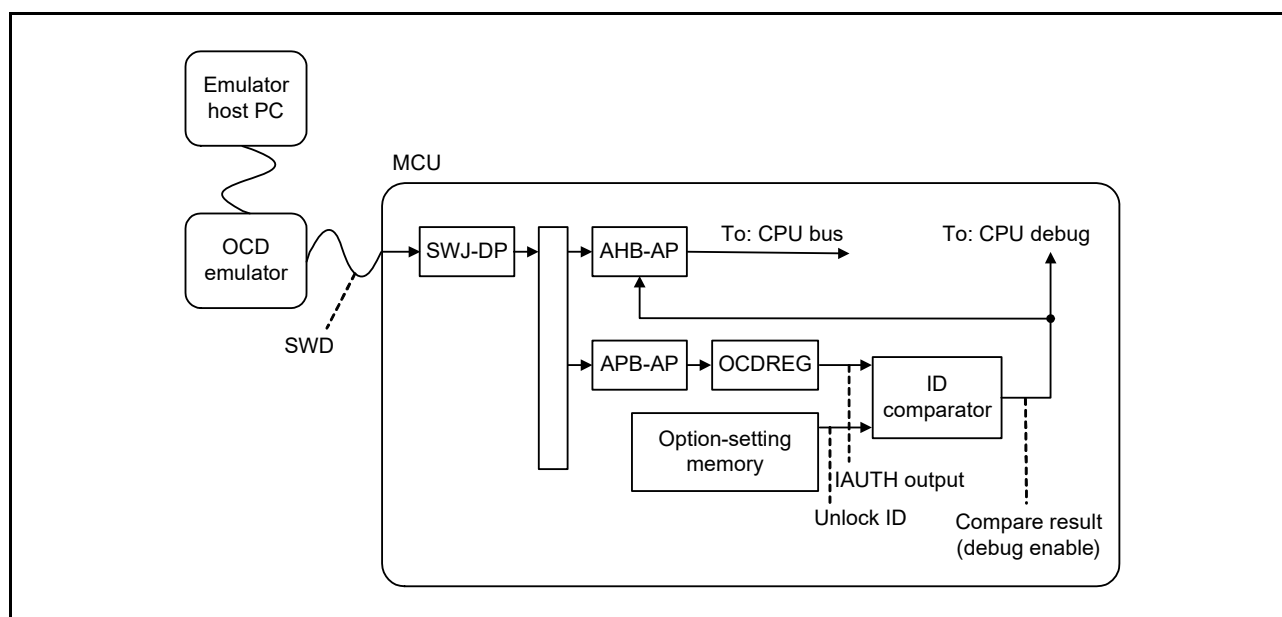 Emulator
host PC
MCU
OCD
emulator
SWD
SWJ-DP
AHB-AP
To: CPU bus
To: CPU debug
APB-AP
OCDREG
ID
comparator
Option-setting
memory
IAUTH output
Unlock ID
Compare result
(debug enable)